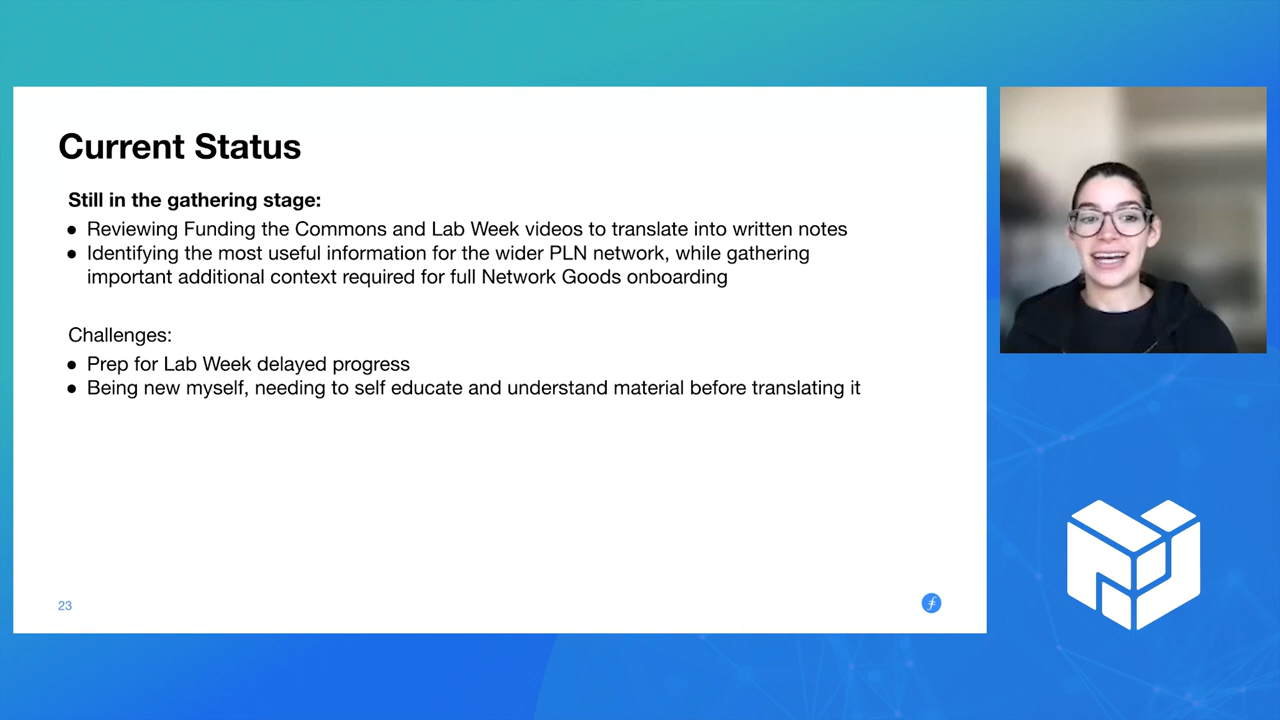 Current Status
Still in the gathering stage:
● Reviewing Funding the Commons and Lab Week videos to translate into written notes
● Identifying the most useful information for the wider PLN network, while gathering
important additional context required for full Network Goods onboarding
Challenges:
● Prep for Lab Week delayed progress
● Being new myself, needing to self educate and understand material before translating it
23